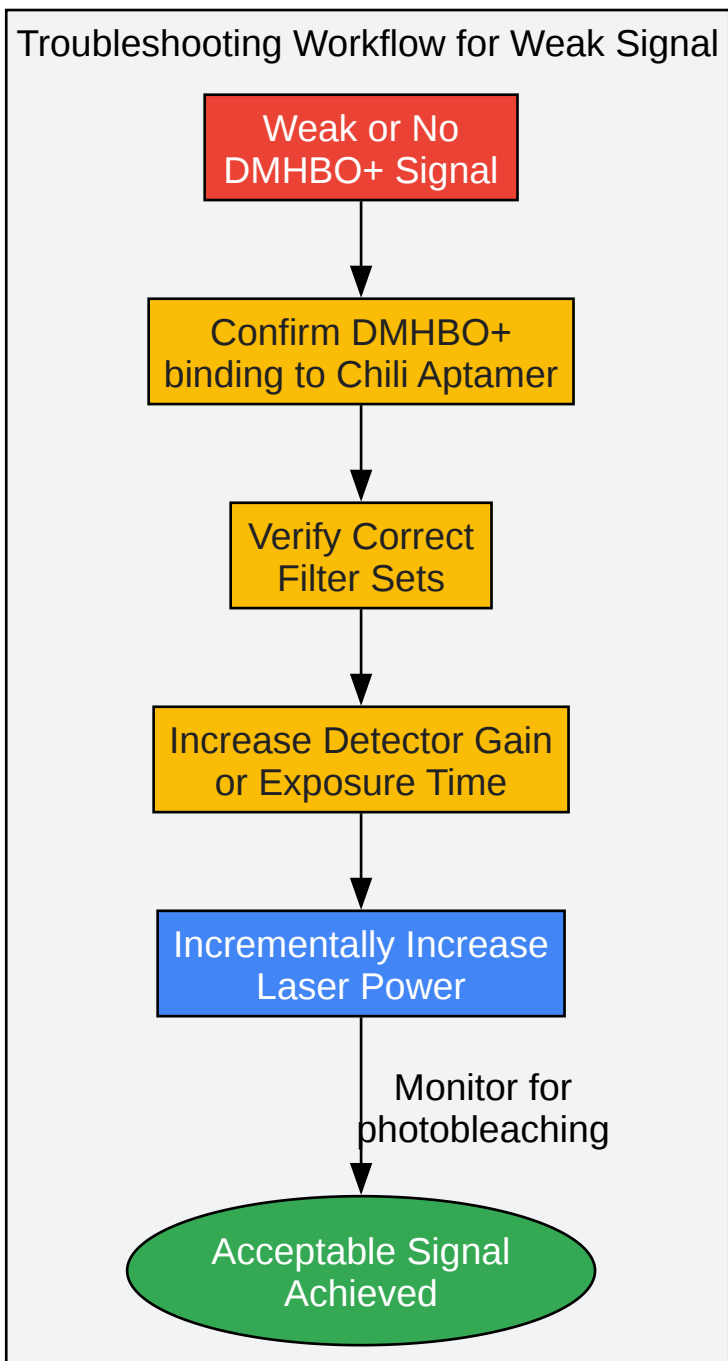 Troubleshooting Workflow for Weak Signal
Weak or No
DMHBO+ Signal
Confirm DMHBO+
binding to Chili Aptamer
Verify Correct
Filter Sets
Increase Detector Gain
or Exposure Time
Incrementally Increase
Laser Power
Monitor for
photobleaching
Acceptable Signal
Achieved